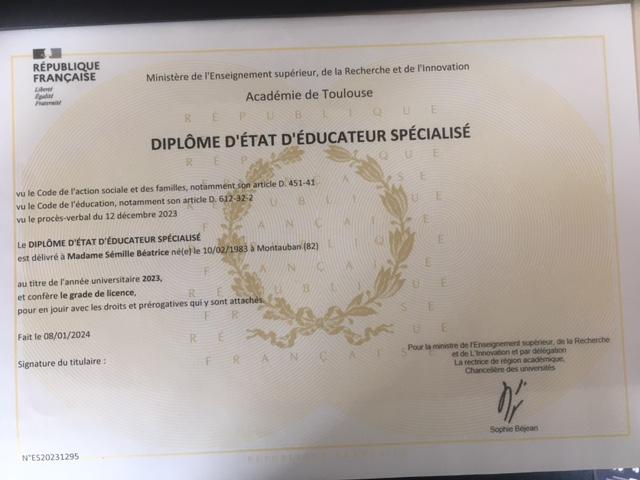 RÉPUBLIQUE
FRANÇAISE
Liberté
Égalité
Fraternité
Ministère de l'Enseignement supérieur, de la Recherche et de l'Innovation
Académie de Toulouse
DIPLÔME D'ÉTAT D'ÉDUCATEUR SPÉCIALISÉ
vu le Code de l'action sociale et des familles, notamment son article D. 451-41
vu le Code de l'éducation, notamment son article D. 612-32-2
vu le procès-verbal du 12 décembre 2023
Le DIPLÔME D'ÉTAT D'ÉDUCATEUR SPÉCIALISÉ
est délivré à Madame Sémille Béatrice né(e) le 10/02/1983 à Montauban (82)
au titre de l'année universitaire 2023,
et confère le grade de licence,
pour en jouir avec les droits et prérogatives qui y sont attachés.
Fait le 08/01/2024
Signature du titulaire :
Pour la ministre de l'Enseignement supérieur, de la Recherche
et de L'Innovation et par délégation
La rectrice de région académique,
Chancelière des universités
Sophie Béjean
N°ES20231295